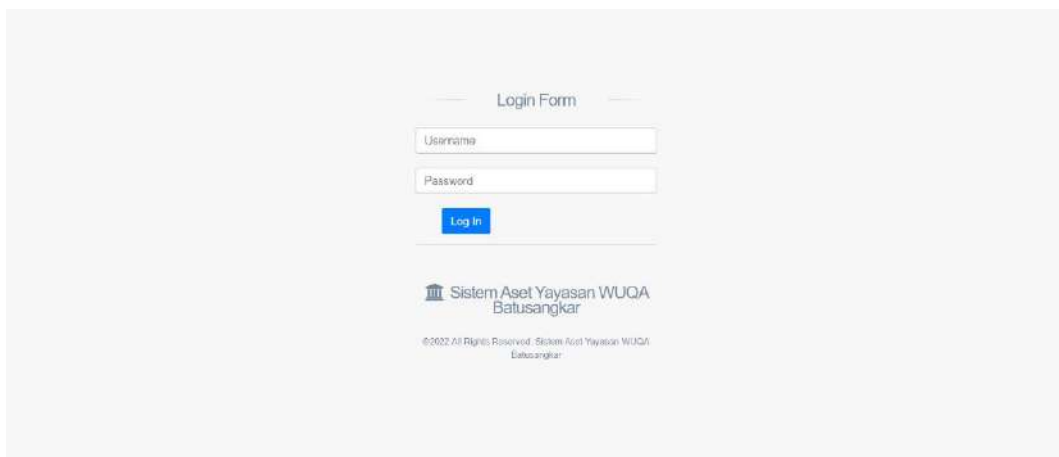 Login Form
Username
Password
Log In
Sistem Aset Yayasan WUQA
Batusangkar
©2022 All Rights Reserved. Sistem Aset Yayasan WUQA
Batusangkar